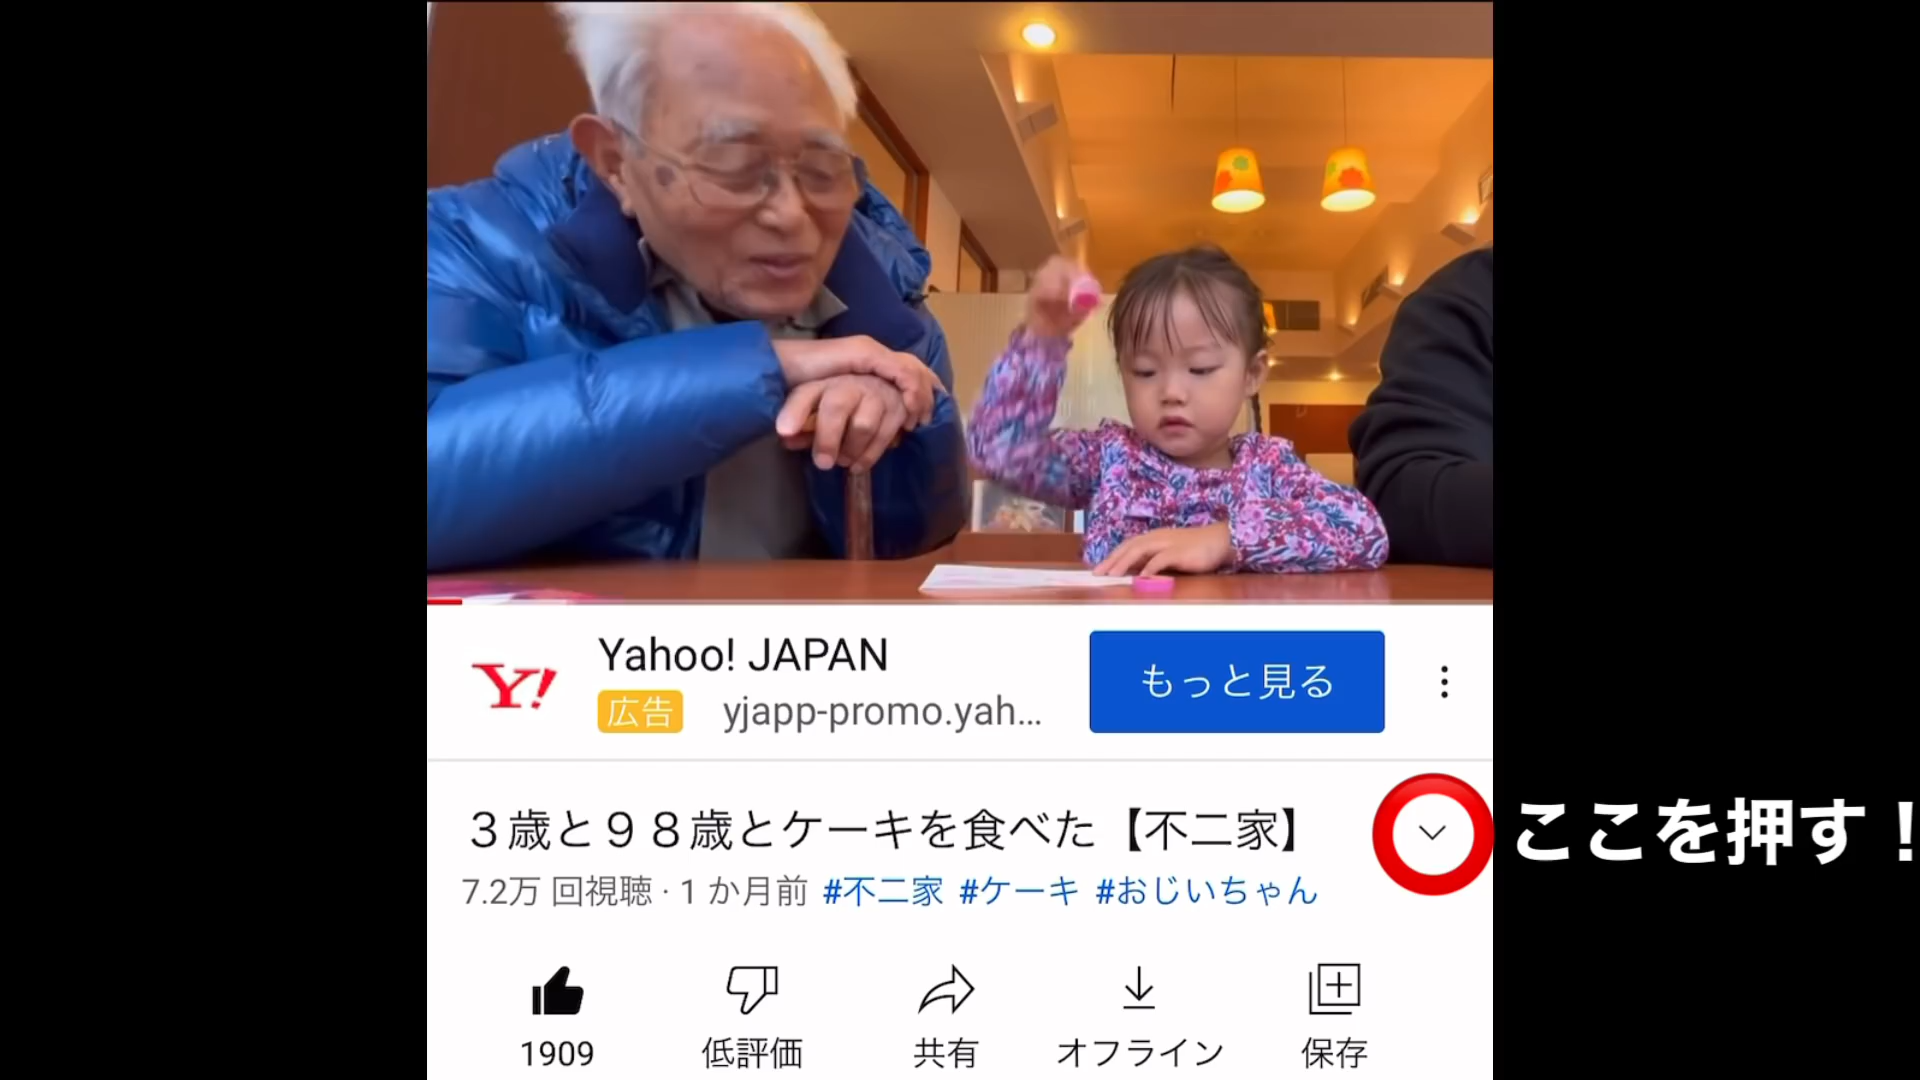 Y!
Yahoo! JAPAN
広告 yjapp-promo.yah...
もっと見る
３歳と９８歳とケーキを食べた【不二家】
ここを押す！
7.2万 回視聴・1 か月前 #不二家 #ケーキ #おじいちゃん
1909 低評価 共有 オフライン 保存